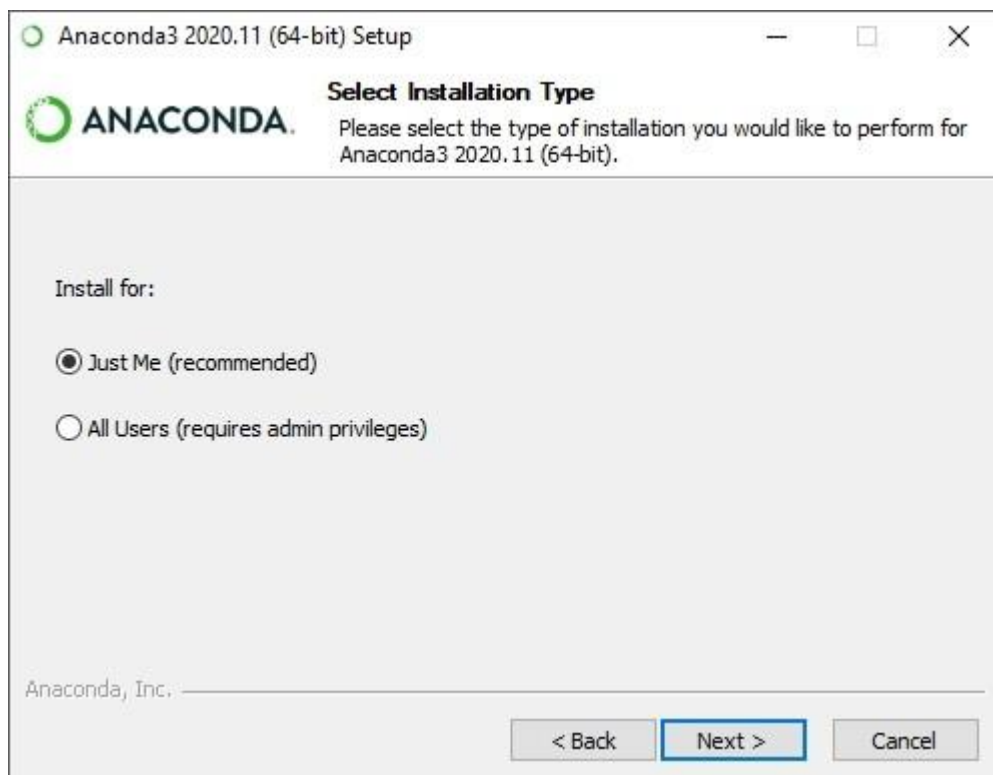 Anaconda3 2020.11 (64-bit) Setup
ANACONDA.
Select Installation Type
Please select the type of installation you would like to perform for
Anaconda3 2020.11 (64-bit).
Install for:
Just Me (recommended)
All Users (requires admin privileges)
Anaconda, Inc.
< Back
Next >
Cancel